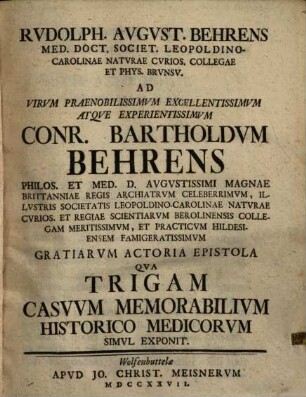 RVDOLPH. AVGVST. BEHRENS
MED. DOCT, SOCIET. LEOPOLDINO-
CAROLINAE NATVRAE CVRIOS, COLLEGAE
ET PHYS. BRVNSV.
AD
VIRVM PRAENOBILISSIMVM EXCELLENTISSIMVM
ATQVE EXPERIENTISSIMVM
CONR. BARTHOLDVM
BEHRENS
PHILOS. ET MED. D. AVGVSTISSIMI MAGNAE
BRITTANNIAE REGIS ARCHIATRVM CELEBERRIMVM, IL-
LVSTRIS SOCIETATIS LEOPOLDINO-CAROLINAE NATVRAE
CVRIOS. ET REGIAE SCIENTIARVM BEROLINENSIS COLLE-
GAM MERITISSIMVM, ET PRACTICVM HILDESI-
ENSEM FAMIGERATISSIMVM
GRATIARVM ACTORIA EPISTOLA
QVA
TRIGAM
CASVVM MEMORABILIVM
HISTORICO MEDICORVM
SIMVL EXPONIT.
Wolfenbuttelæ
APVD JO. CHRIST. MEISNERVM
MDCCXXVII.